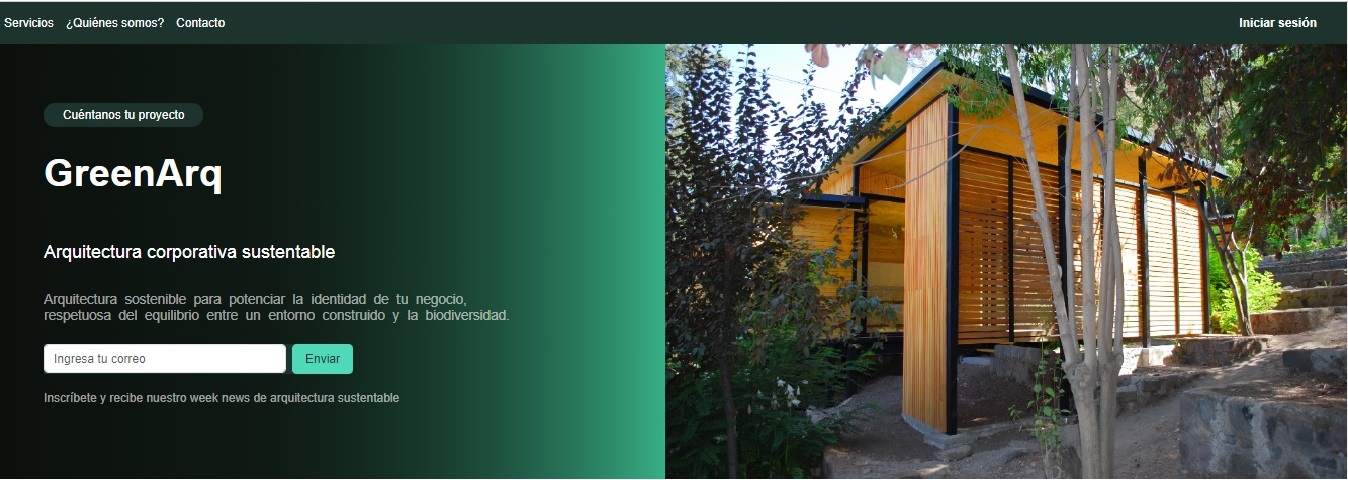 Servicios ¿Quiénes somos? Contacto Iniciar sesión
Cuéntanos tu proyecto
GreenArq
Arquitectura corporativa sustentable
Arquitectura sostenible para potenciar la identidad de tu negocio,
respetuosa del equilibrio entre un entorno construido y la biodiversidad.
Ingresa tu correo Enviar
Inscríbete y recibe nuestro week news de arquitectura sustentable